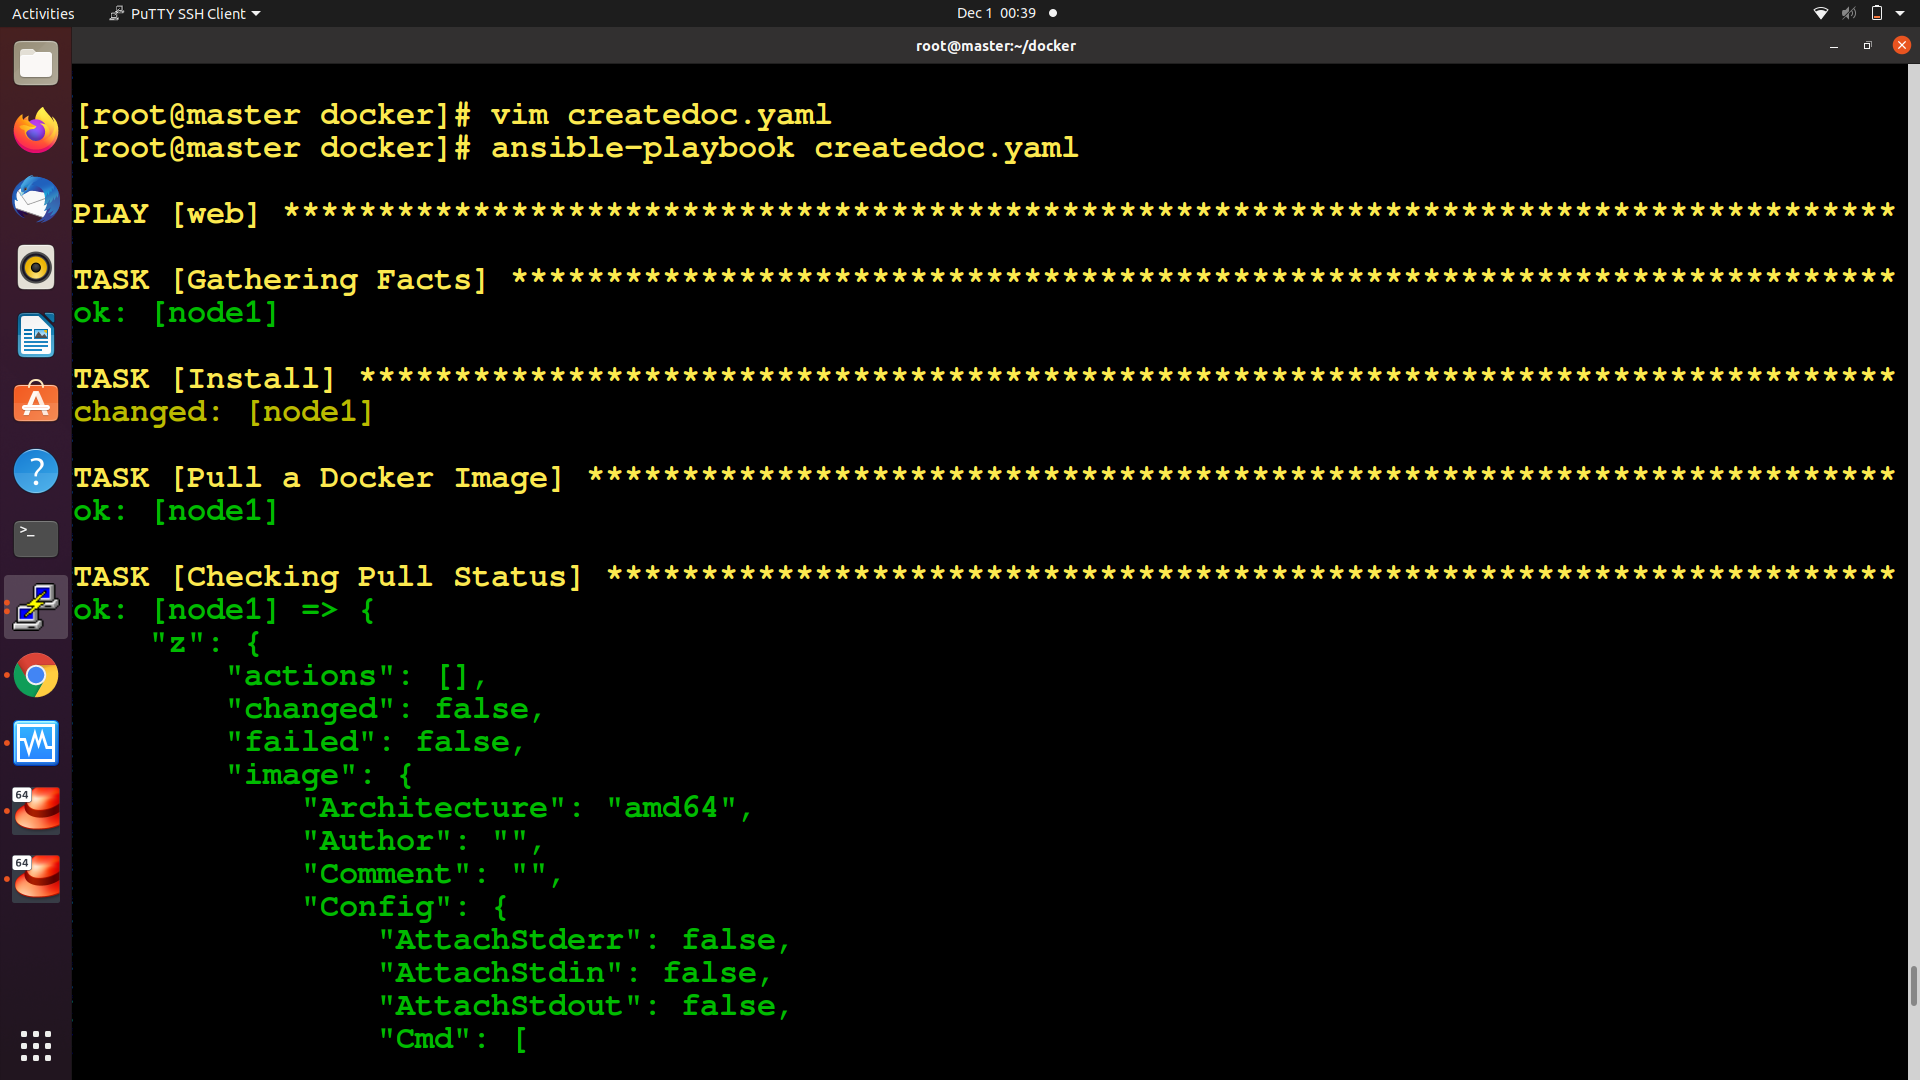 Activities
PuTTY SSH Client
Dec 1 00:39
root@master:~/docker
[root@master docker]# vim createdoc.yaml
[root@master docker]# ansible-playbook createdoc.yaml
PLAY [web] *************************************************************************************
TASK [Gathering Facts] *************************************************************************
ok: [node1]
TASK [Install] *********************************************************************************
changed: [node1]
TASK [Pull a Docker Image] *********************************************************************
ok: [node1]
TASK [Checking Pull Status] ********************************************************************
ok: [node1] => {
"z": {
"actions": [],
"changed": false,
"failed": false,
"image": {
"Architecture": "amd64",
"Author": "",
"Comment": "",
"Config": {
"AttachStderr": false,
"AttachStdin": false,
"AttachStdout": false,
"Cmd": [
64
64